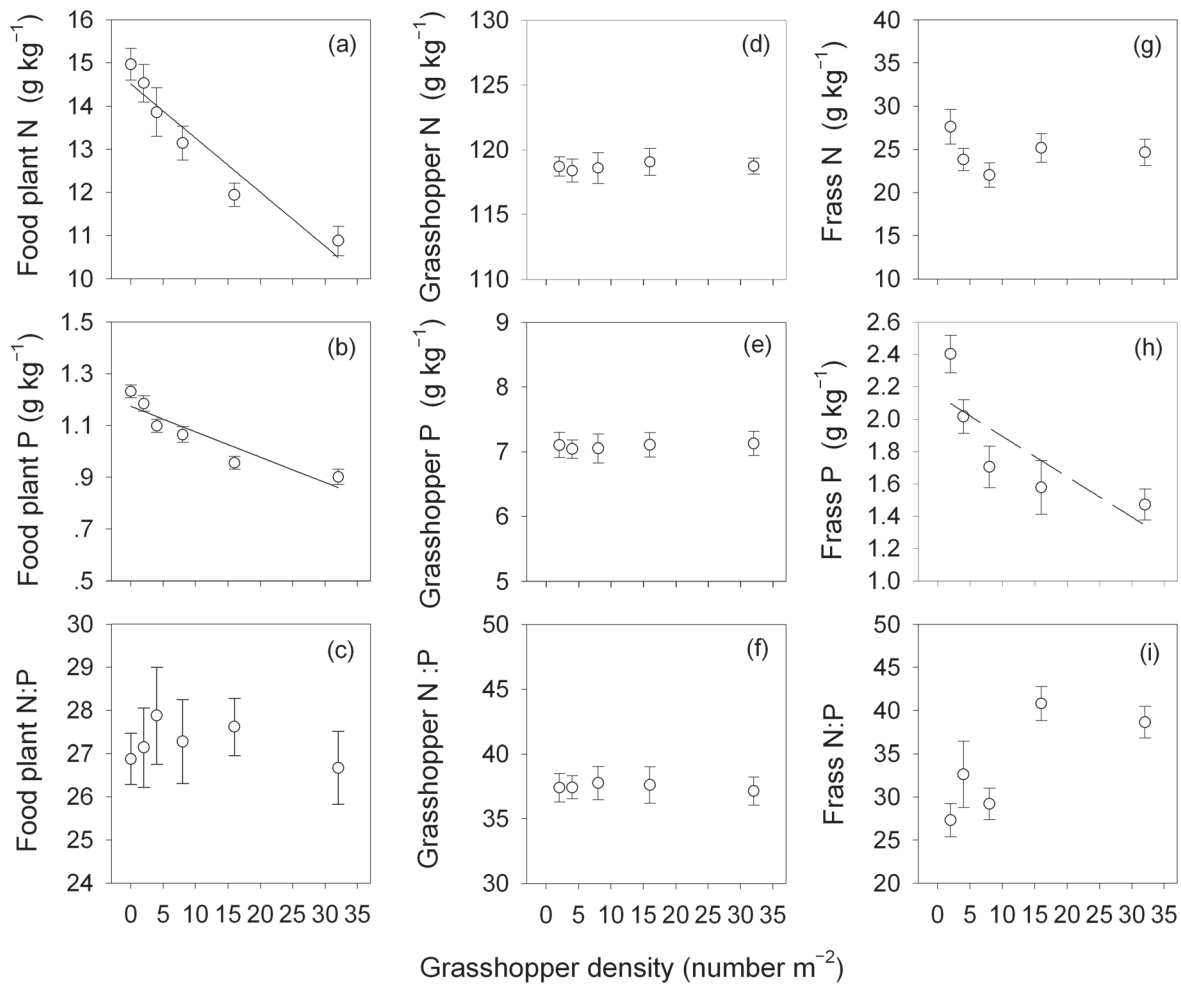 (a)
Food plant N (g kg⁻¹)
16
15
14
13
12
11
10
(d)
Grasshopper N (g kg⁻¹)
130
125
120
115
110
(g)
Frass N (g kg⁻¹)
40
35
30
25
20
15
10
(b)
Food plant P (g kg⁻¹)
1.5
1.3
1.1
.9
.7
.5
(e)
Grasshopper P (g kg⁻¹)
9
8
7
6
5
(h)
Frass P (g kg⁻¹)
2.6
2.4
2.2
2.0
1.8
1.6
1.4
1.2
1.0
(c)
Food plant N:P
30
29
28
27
26
25
24
0 5 10 15 20 25 30 35
(f)
Grasshopper N :P
50
45
40
35
30
0 5 10 15 20 25 30 35
(i)
Frass N:P
50
45
40
35
30
25
20
0 5 10 15 20 25 30 35
Grasshopper density (number m⁻²)